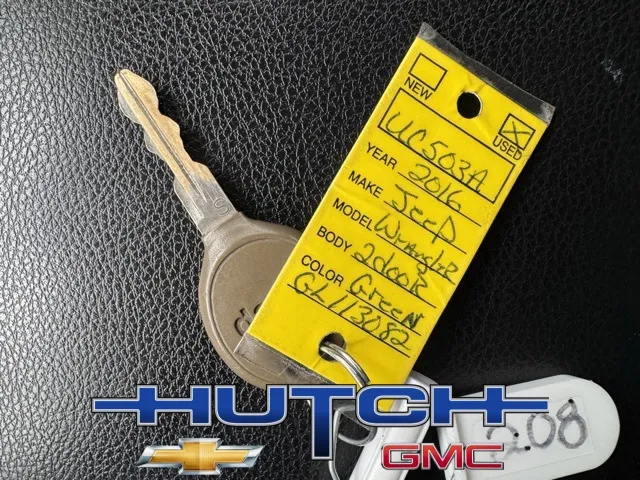 NEW
USED
UC503A
YEAR 2016
MAKE Jeep
MODEL Wrangler
BODY 2door
COLOR Green
GL113082
HUTCH
GMC
208